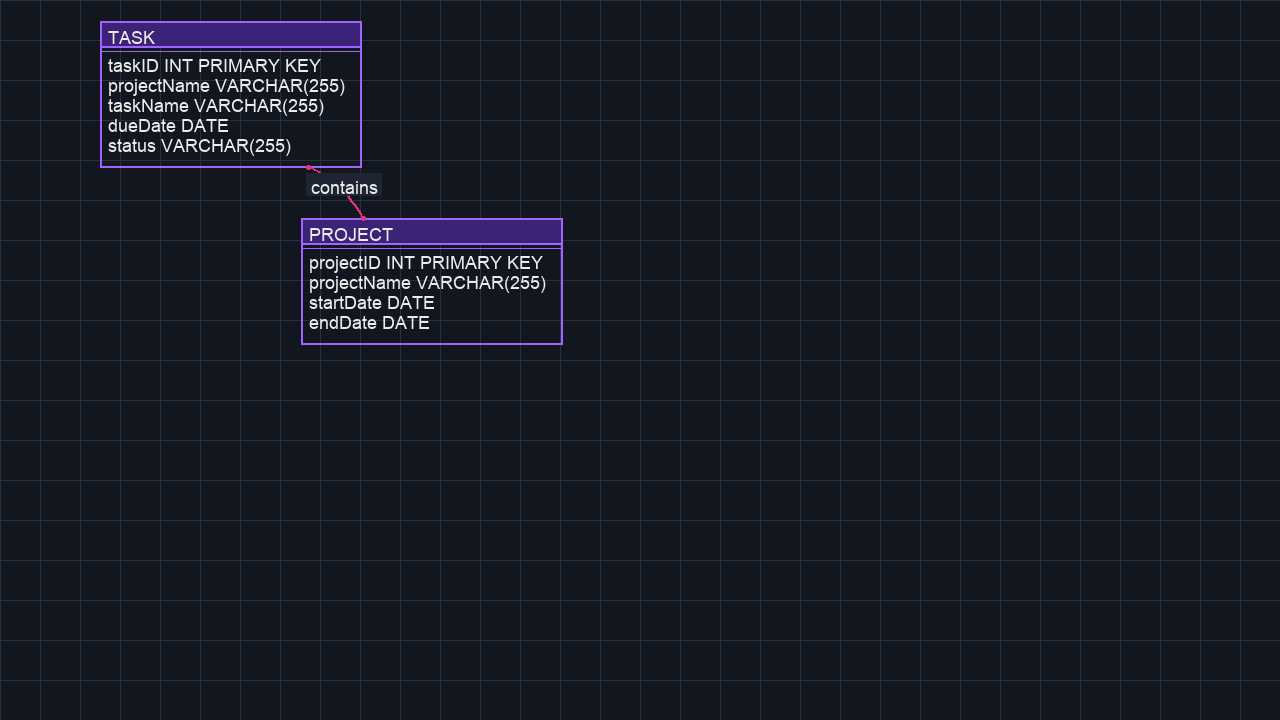 TASK
taskID INT PRIMARY KEY
projectName VARCHAR(255)
taskName VARCHAR(255)
dueDate DATE
status VARCHAR(255)
contains
PROJECT
projectID INT PRIMARY KEY
projectName VARCHAR(255)
startDate DATE
endDate DATE